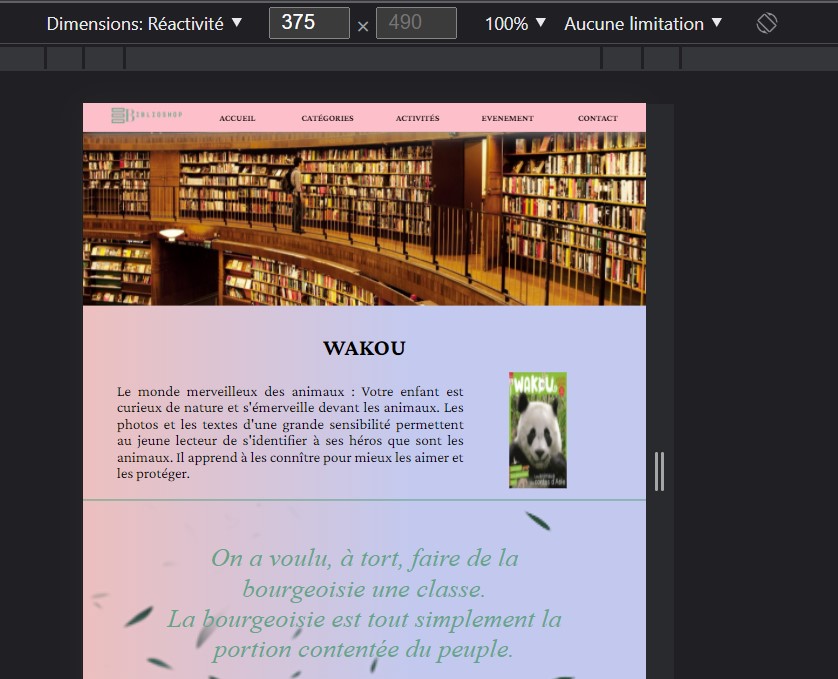 Dimensions: Réactivité ▼ 375 × 490 100% ▼ Aucune limitation ▼
BIBLIOSHOP ACCUEIL CATÉGORIES ACTIVITÉS EVENEMENT CONTACT
WAKOU
Le monde merveilleux des animaux : Votre enfant est
curieux de nature et s'émerveille devant les animaux. Les
photos et les textes d'une grande sensibilité permettent
au jeune lecteur de s'identifier à ses héros que sont les
animaux. Il apprend à les connître pour mieux les aimer et
les protéger.
WAKOU
On a voulu, à tort, faire de la
bourgeoisie une classe.
La bourgeoisie est tout simplement la
portion contentée du peuple.